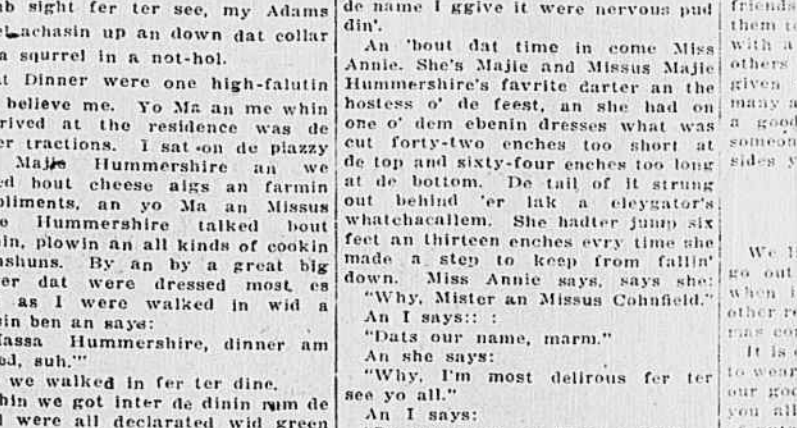 sight fer ter see, my Adams
up an down dat collar
a squrrel in a not-hol.
Dinner were one high-falutin
believe me. Yo Ma an me whin
rived at the residence was de
er tractions. I sat on de piazzy
Majie Hummershire an we
ed bout cheese aigs an farmin
pliments, an yo Ma an Missus
Hummershire talked bout
in, plowin an all kinds of cookin
shuns. By an by a great big
er dat were dressed most es
as I were walked in wid a
in ben an says:
assa Hummershire, dinner am
ed, suh.'"
we walked in fer ter dine.
hin we got inter de dinin rum de
were all declarated wid green
de name I ggive it were nervous pud
din'.
An 'bout dat time in come Miss
Annie. She's Majie and Missus Majie
Hummershire's favrite darter an the
hostess o' de feest, an she had on
one o' dem ebenin dresses what was
cut forty-two enches too short at
de top and sixty-four enches too long
at de bottom. De tail of it strung
out behind 'er lak a eleygator's
whatchacallem. She hadter jump six
feet an thirteen enches evry time she
made a step to keep from fallin'
down. Miss Annie says, says she:
"Why, Mister an Missus Cohnfield."
An I says:: :
"Dats our name, marm."
An she says:
"Why, I'm most delirous fer ter
see yo all."
An I says:
friends
them t
with a
others
given
many a
a good
someon
sides y
We
go out
when i
other re
mas co
It is
to wear
our goo
you all